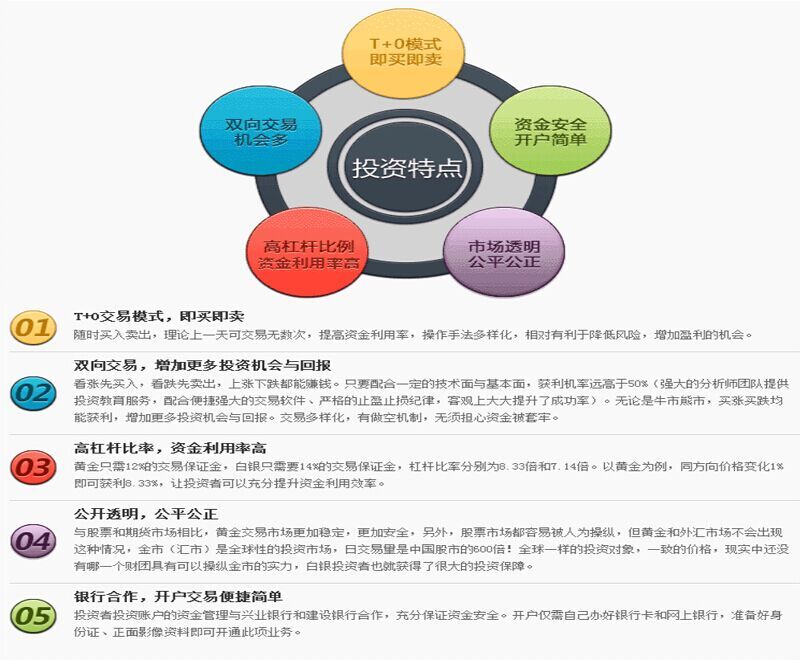 T+0模式
即买即卖
双向交易
机会多
资金安全
开户简单
投资特点
高杠杆比例
资金利用率高
市场透明
公平公正
01
T+0交易模式，即买即卖
随时买入卖出，理论上一天可交易无数次，提高资金利用率，操作手法多样化，相对有利于降低风险，增加盈利的机会。
02
双向交易，增加更多投资机会与回报
看张先买入，看跌先卖出，上涨下跌都能赚钱。只要配合一定的技术面与基本面，获利机率远高于50%（强大的分析师团队提供
投资教育服务，配合便捷强大的交易软件、严格的止盈止损纪律，客观上大大提升了成功率）。无论是牛市熊市，买张买跌均
能获利，增加更多投资机会与回报。交易多样化，有做空机制，无须担心资金被套牢。
03
高杠杆比率，资金利用率高
黄金只需12%的交易保证金，白银只需要14%的交易保证金，杠杆比率分别为8.33倍和7.14倍。以黄金为例，同方向价格变化1%
即可获利8.33%，让投资者可以充分提升资金利用效率。
04
公开透明，公平公正
与股票和期货市场相比，黄金交易市场更加稳定，更加安全，另外，股票市场都容易被人为操纵，但黄金和外汇市场不会出现
这种情况，金市（汇市）是全球性的投资市场，日交易量是中国股市的600倍！全球一样的投资对象，一致的价格，现实中还没
有哪一个财团具有可以操纵金市的实力，白银投资者也就获得了很大的投资保障。
05
银行合作，开户交易便捷简单
投资者投资账户的资金管理与兴业银行和建设银行合作，充分保证资金安全。开户仅需自己办好银行卡和网上银行，准备好身
份证、正面影像资料即可开通此项业务。